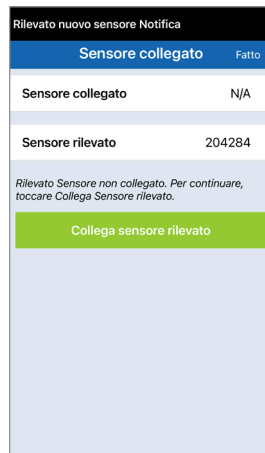 Rilevato nuovo sensore Notifica
Sensore collegato Fatto
Sensore collegato N/A
Sensore rilevato 204284
Rilevato Sensore non collegato. Per continuare,
toccare Collega Sensore rilevato.
Collega sensore rilevato